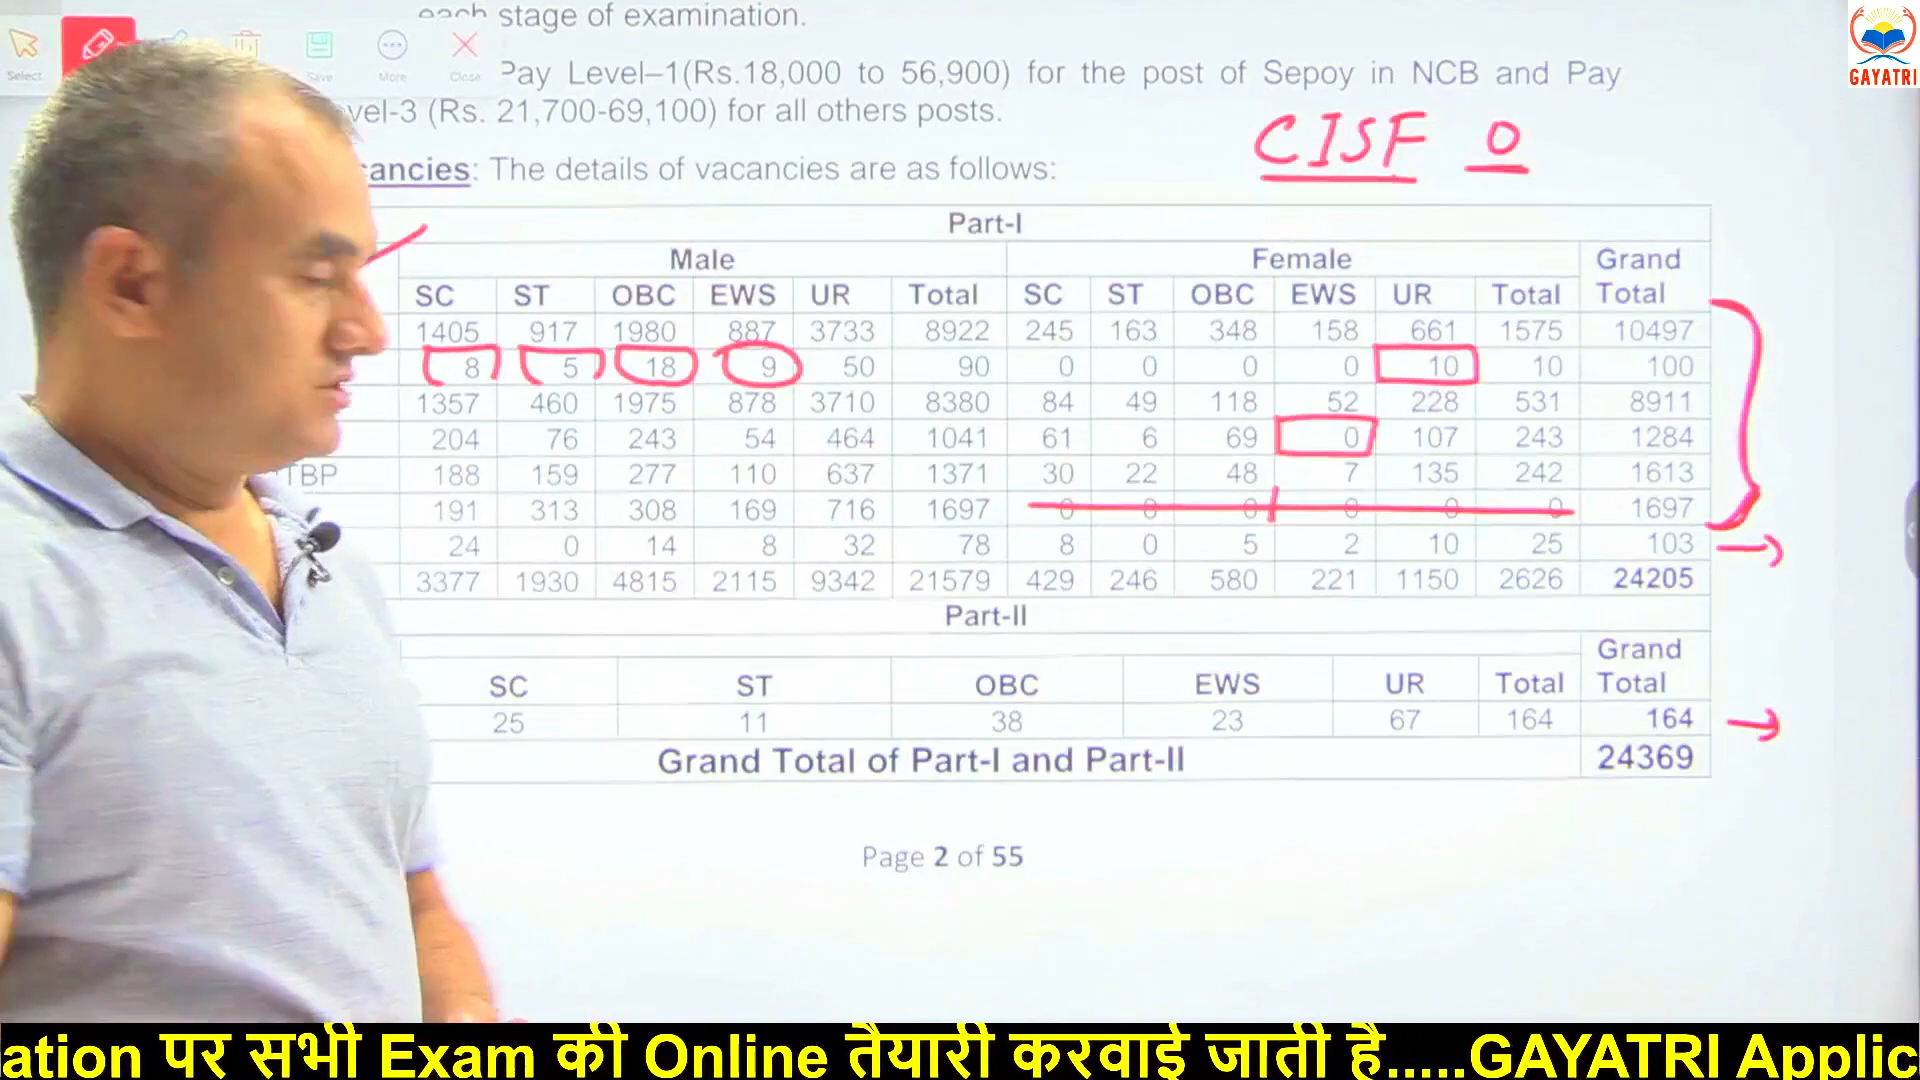 each stage of examination.
Select Save More Close
Pay Level–1(Rs.18,000 to 56,900) for the post of Sepoy in NCB and Pay
vel-3 (Rs. 21,700-69,100) for all others posts.
CISF 0
ancies: The details of vacancies are as follows:
GAYATRI
Part-I
Male Female Grand
SC ST OBC EWS UR Total SC ST OBC EWS UR Total Total
1405 917 1980 887 3733 8922 245 163 348 158 661 1575 10497
8 5 18 9 50 90 0 0 0 0 10 10 100
1357 460 1975 878 3710 8380 84 49 118 52 228 531 8911
204 76 243 54 464 1041 61 6 69 0 107 243 1284
TBP 188 159 277 110 637 1371 30 22 48 7 135 242 1613
191 313 308 169 716 1697 0 0 0 0 0 0 1697
24 0 14 8 32 78 8 0 5 2 10 25 103
3377 1930 4815 2115 9342 21579 429 246 580 221 1150 2626 24205
Part-II
Grand
SC ST OBC EWS UR Total Total
25 11 38 23 67 164 164
Grand Total of Part-I and Part-II 24369
Page 2 of 55
ation पर सभी Exam की Online तैयारी करवाई जाती है.....GAYATRI Applic